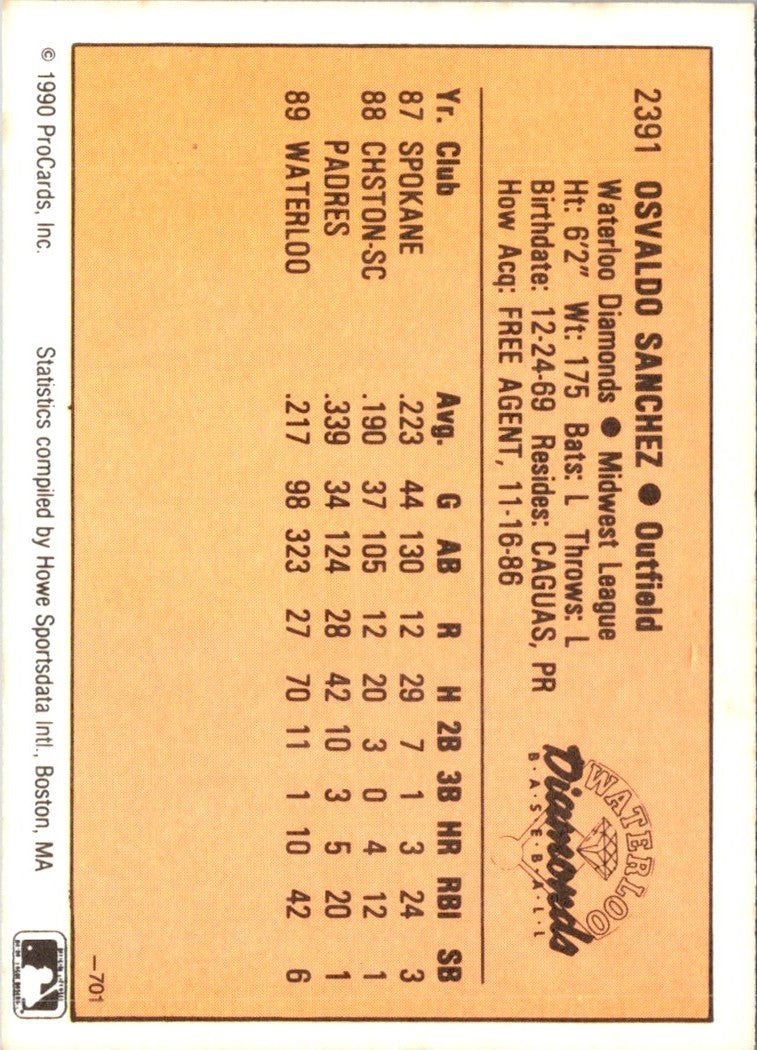 2391 OSVALDO SANCHEZ ● Outfield
Waterloo Diamonds ● Midwest League
Ht: 6'2" Wt: 175 Bats: L Throws: L
Birthdate: 12-24-69 Resides: CAGUAS, PR
How Acq: FREE AGENT, 11-16-86
WATERLOO
Diamonds
B·A·S·E·B·A·L·L
Yr. Club Avg. G AB R H 2B 3B HR RBI SB
87 SPOKANE .223 44 130 12 29 7 1 3 24 3
88 CHSTON-SC .190 37 105 12 20 3 0 4 12 1
PADRES .339 34 124 28 42 10 3 5 20 1
89 WATERLOO .217 98 323 27 70 11 1 10 42 6
–701
© 1990 ProCards, Inc. Statistics compiled by Howe Sportsdata Intl., Boston, MA